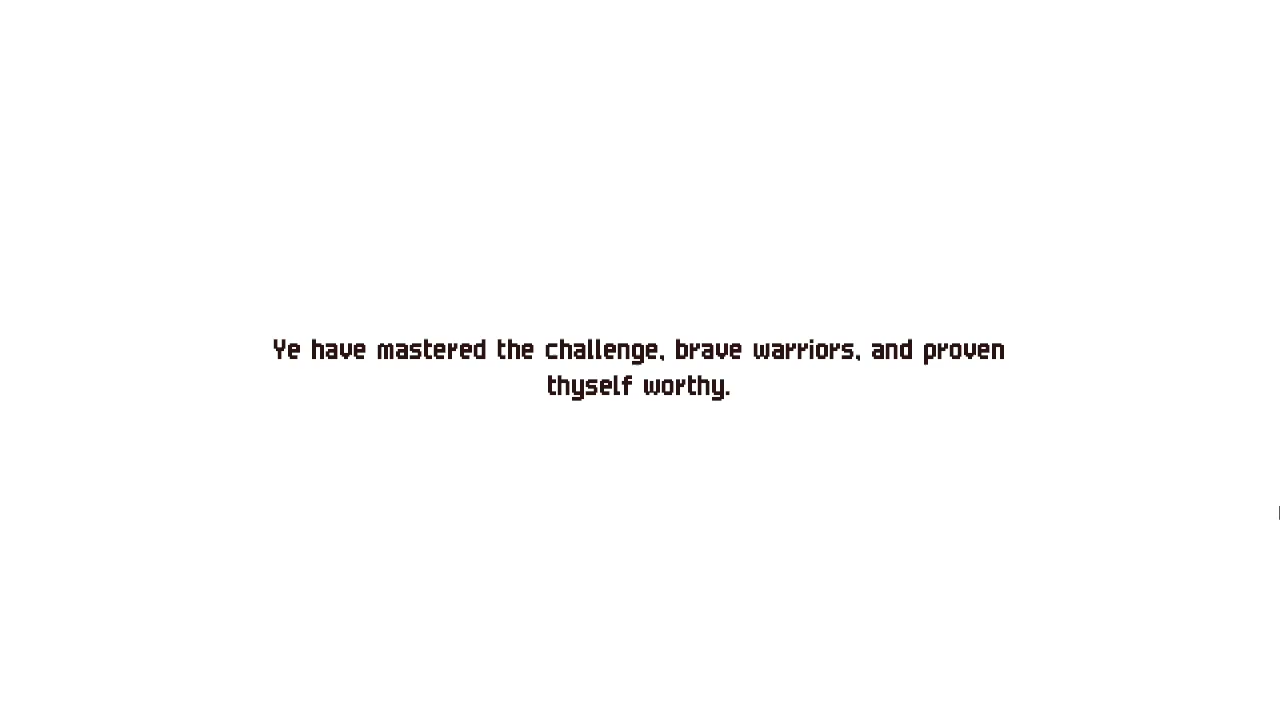 Ye have mastered the challenge, brave warriors, and proven
thyself worthy.